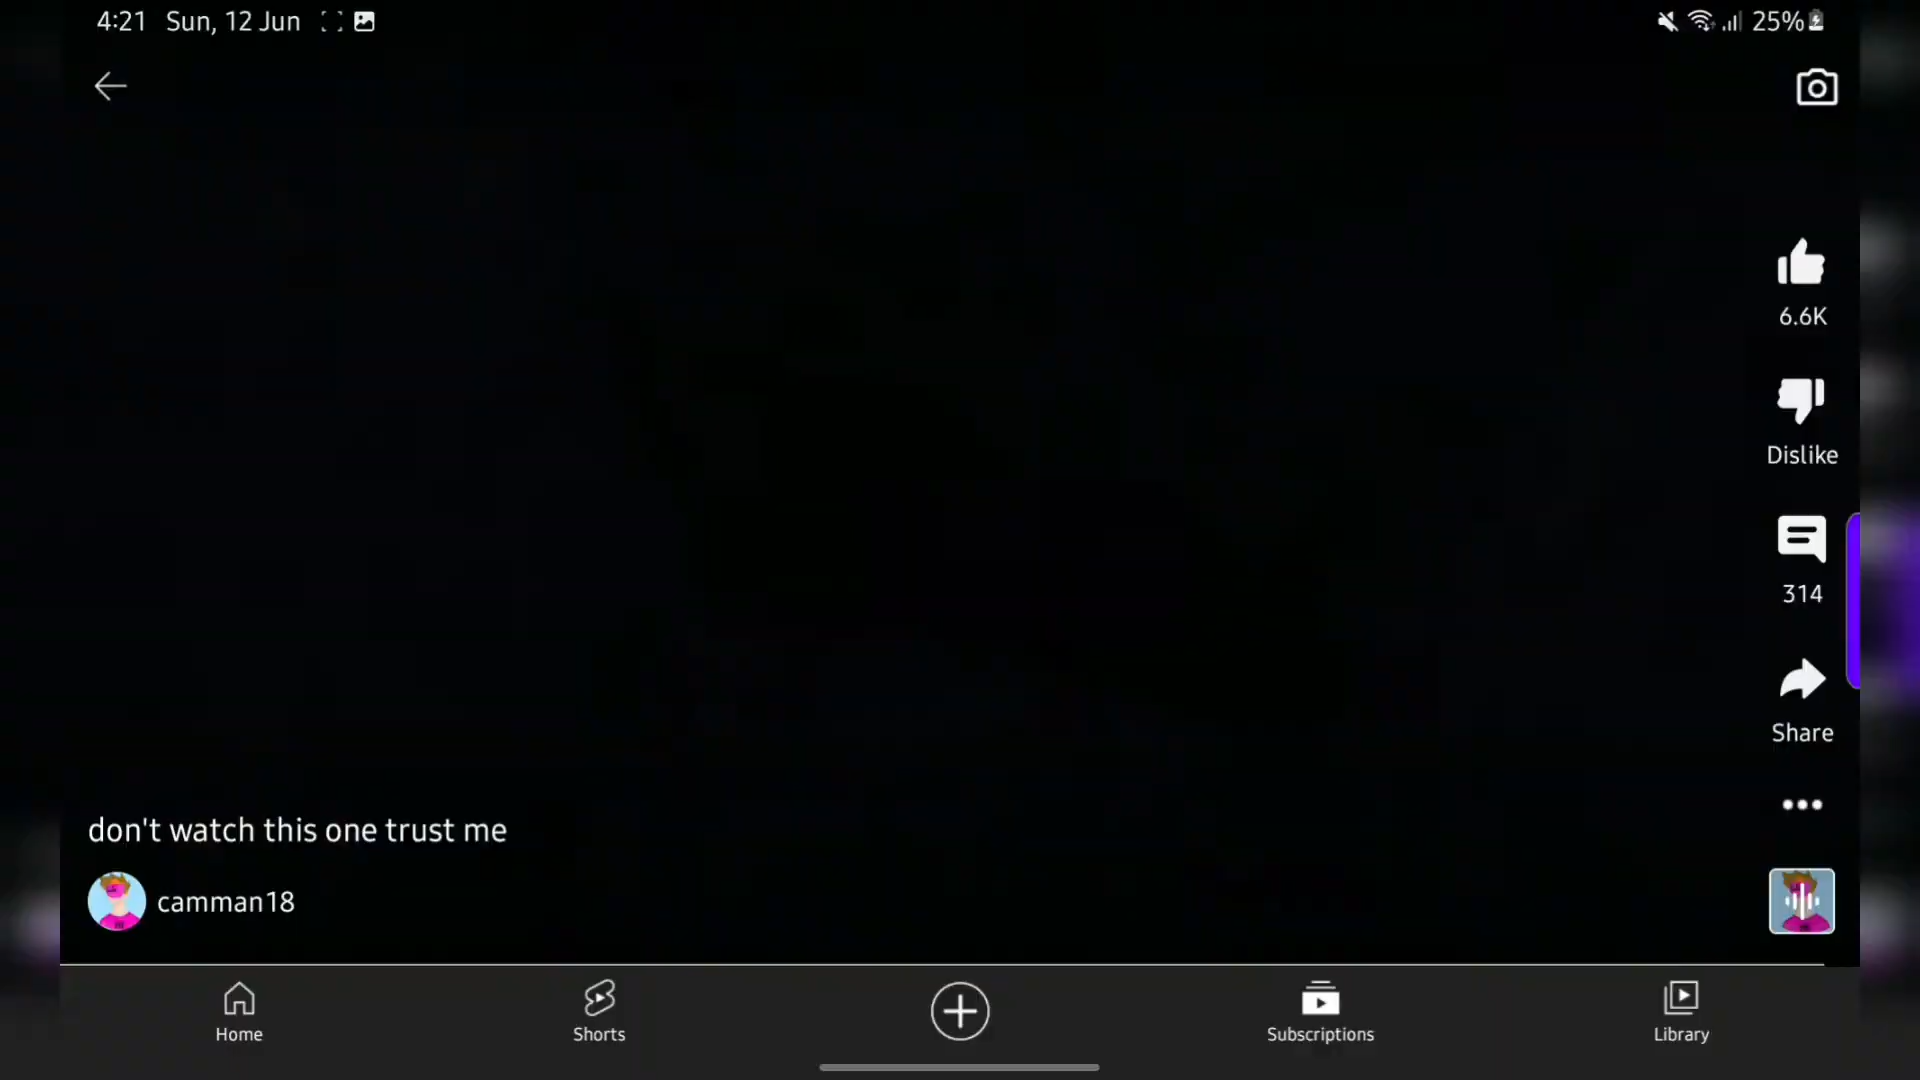 4:21 Sun, 12 Jun 25%
6.6K
Dislike
314
Share
don't watch this one trust me
camman18
Home Shorts Subscriptions Library